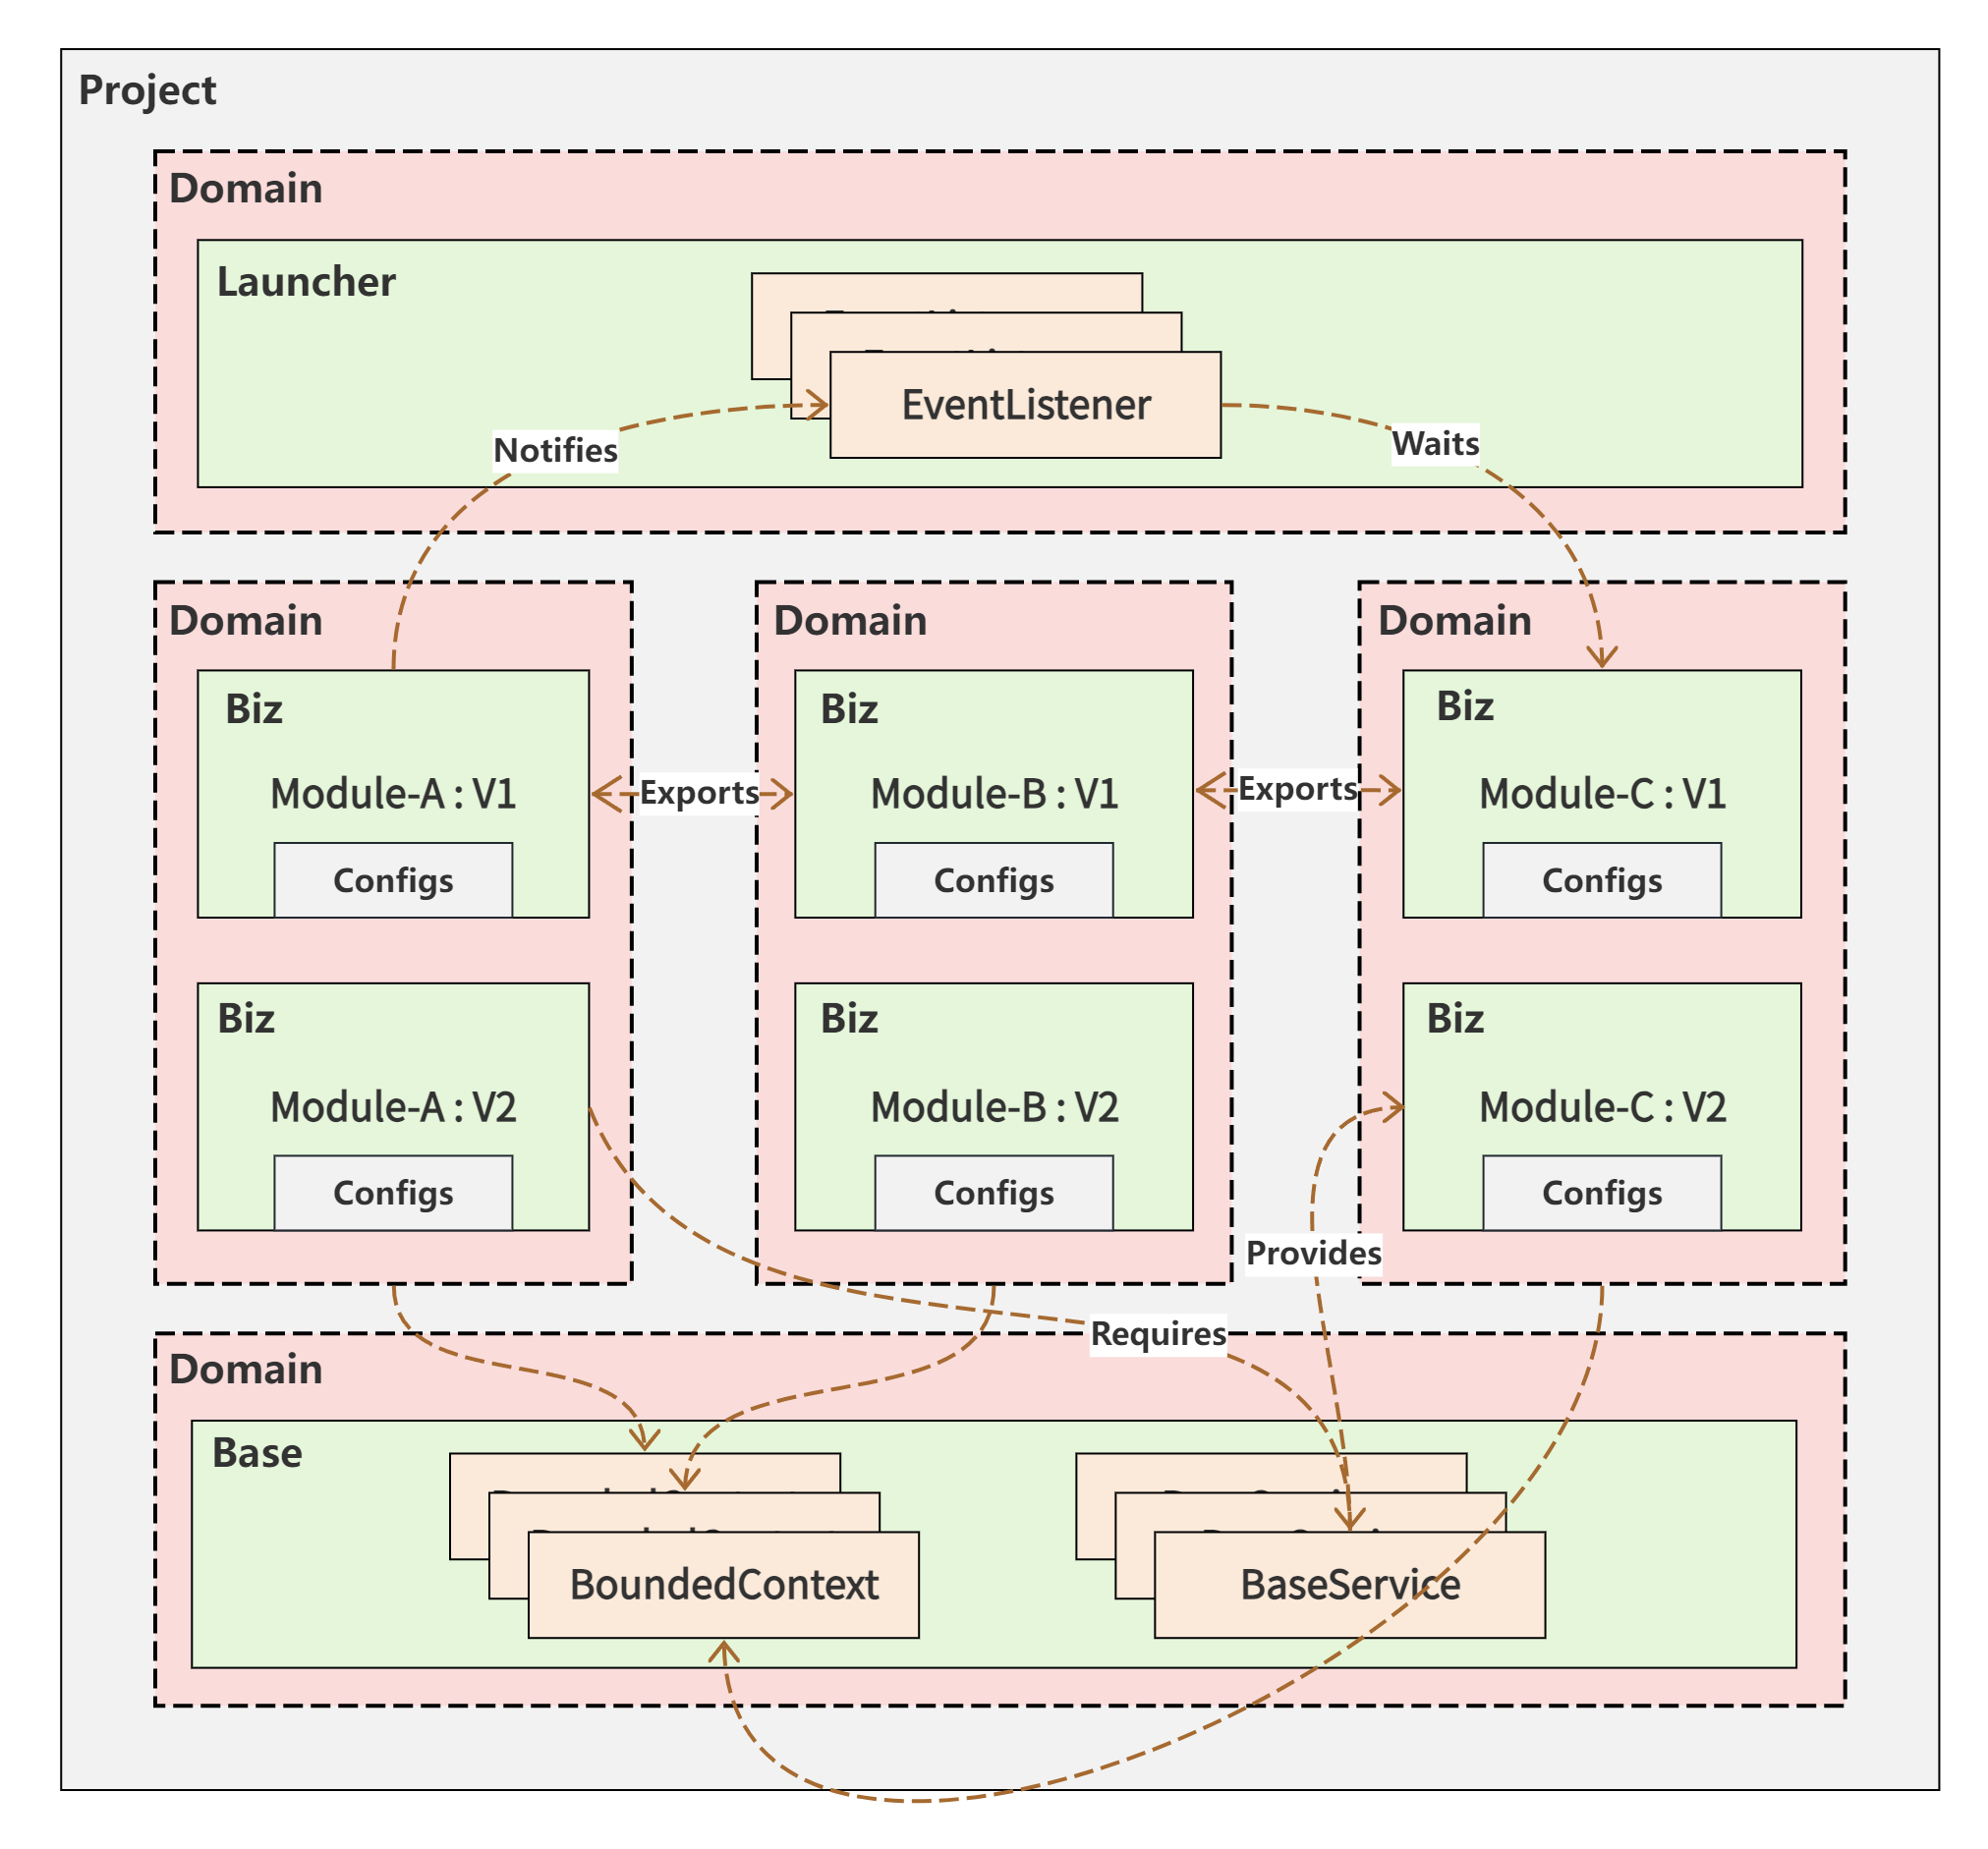 Project
Domain
Launcher
EventListener
Notifies
Waits
Domain
Domain
Domain
Biz
Biz
Biz
Module-A : V1
Exports
Module-B : V1
Exports
Module-C : V1
Configs
Configs
Configs
Biz
Biz
Biz
Module-A : V2
Module-B : V2
Module-C : V2
Configs
Configs
Configs
Provides
Requires
Domain
Base
BoundedContext
BaseService